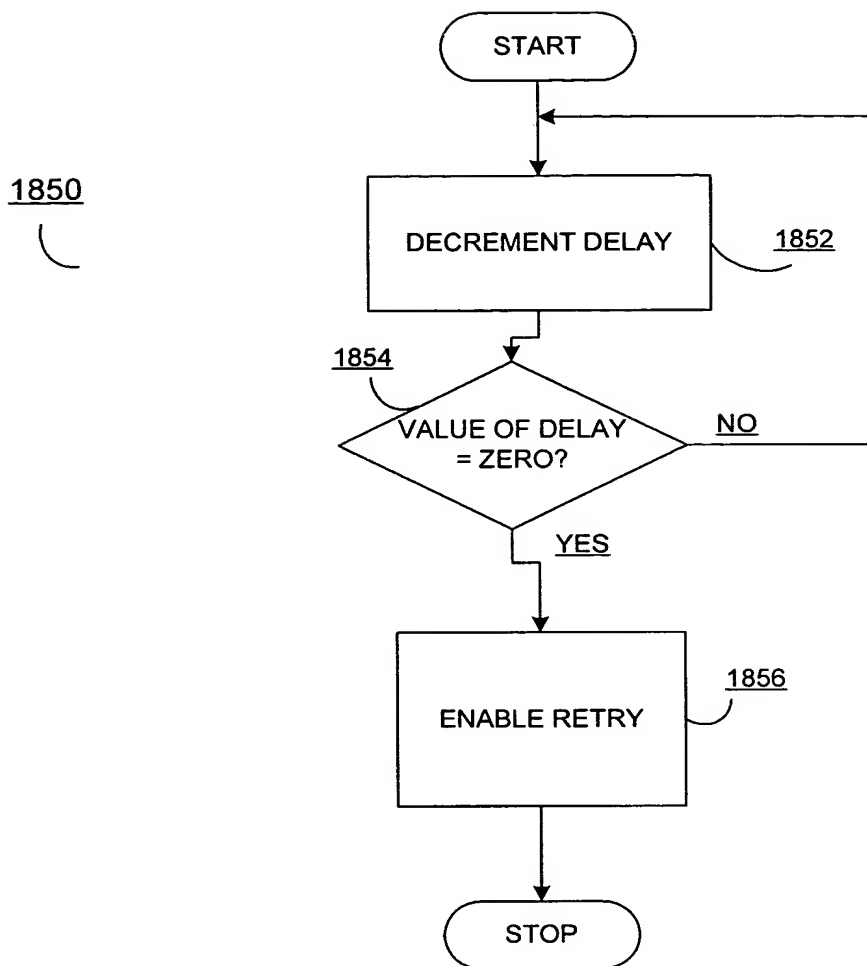 START
1850
DECREMENT DELAY
1852
1854
VALUE OF DELAY
= ZERO?
NO
YES
1856
ENABLE RETRY
STOP